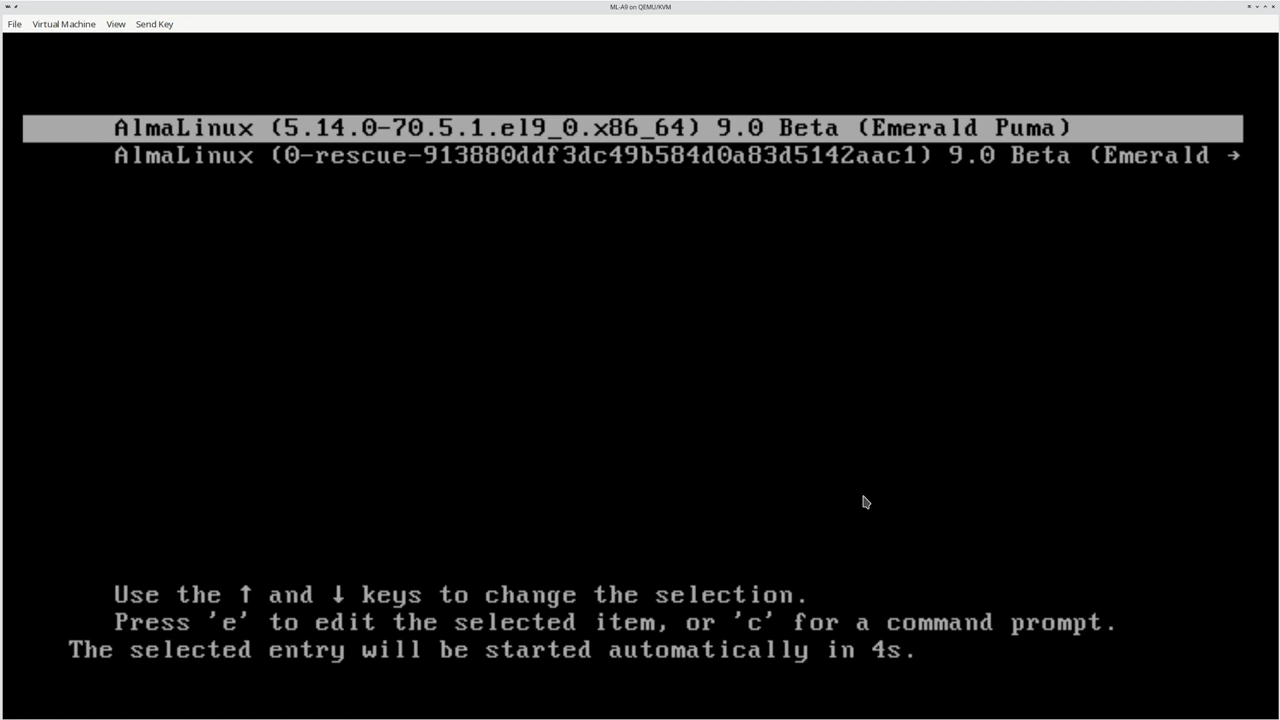 ML-A9 on QEMU/KVM
File Virtual Machine View Send Key
AlmaLinux (5.14.0-70.5.1.el9_0.x86_64) 9.0 Beta (Emerald Puma)
AlmaLinux (0-rescue-913880ddf3dc49b584d0a83d5142aac1) 9.0 Beta (Emerald →
Use the ↑ and ↓ keys to change the selection.
Press 'e' to edit the selected item, or 'c' for a command prompt.
The selected entry will be started automatically in 4s.